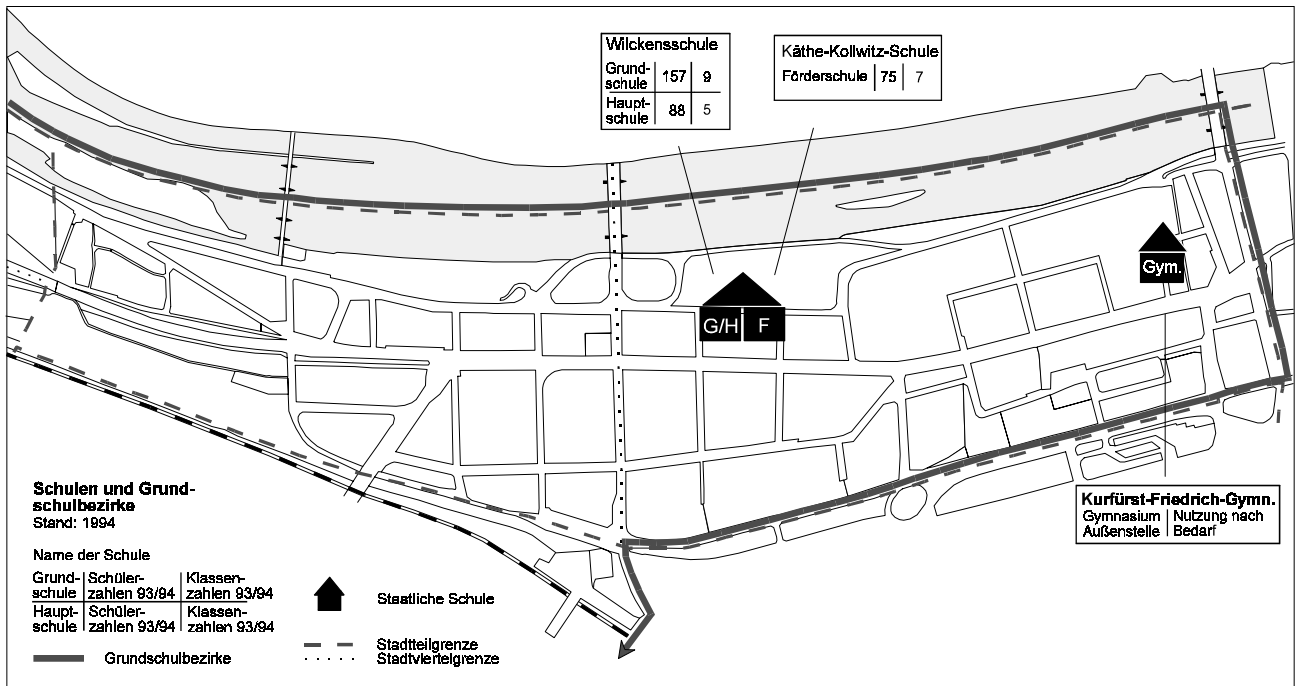 Wilckensschule
Grund-
schule 157 9
Haupt-
schule 88 5
Käthe-Kollwitz-Schule
Förderschule 75 7
Gym.
G/H F
Kurfürst-Friedrich-Gymn.
Gymnasium Nutzung nach
Außenstelle Bedarf
Schulen und Grund-
schulbezirke
Stand: 1994
Name der Schule
Grund- Schüler- Klassen-
schule zahlen 93/94 zahlen 93/94
Haupt- Schüler- Klassen-
schule zahlen 93/94 zahlen 93/94
Grundschulbezirke
Staatliche Schule
Stadtteilgrenze
Stadtviertelgrenze